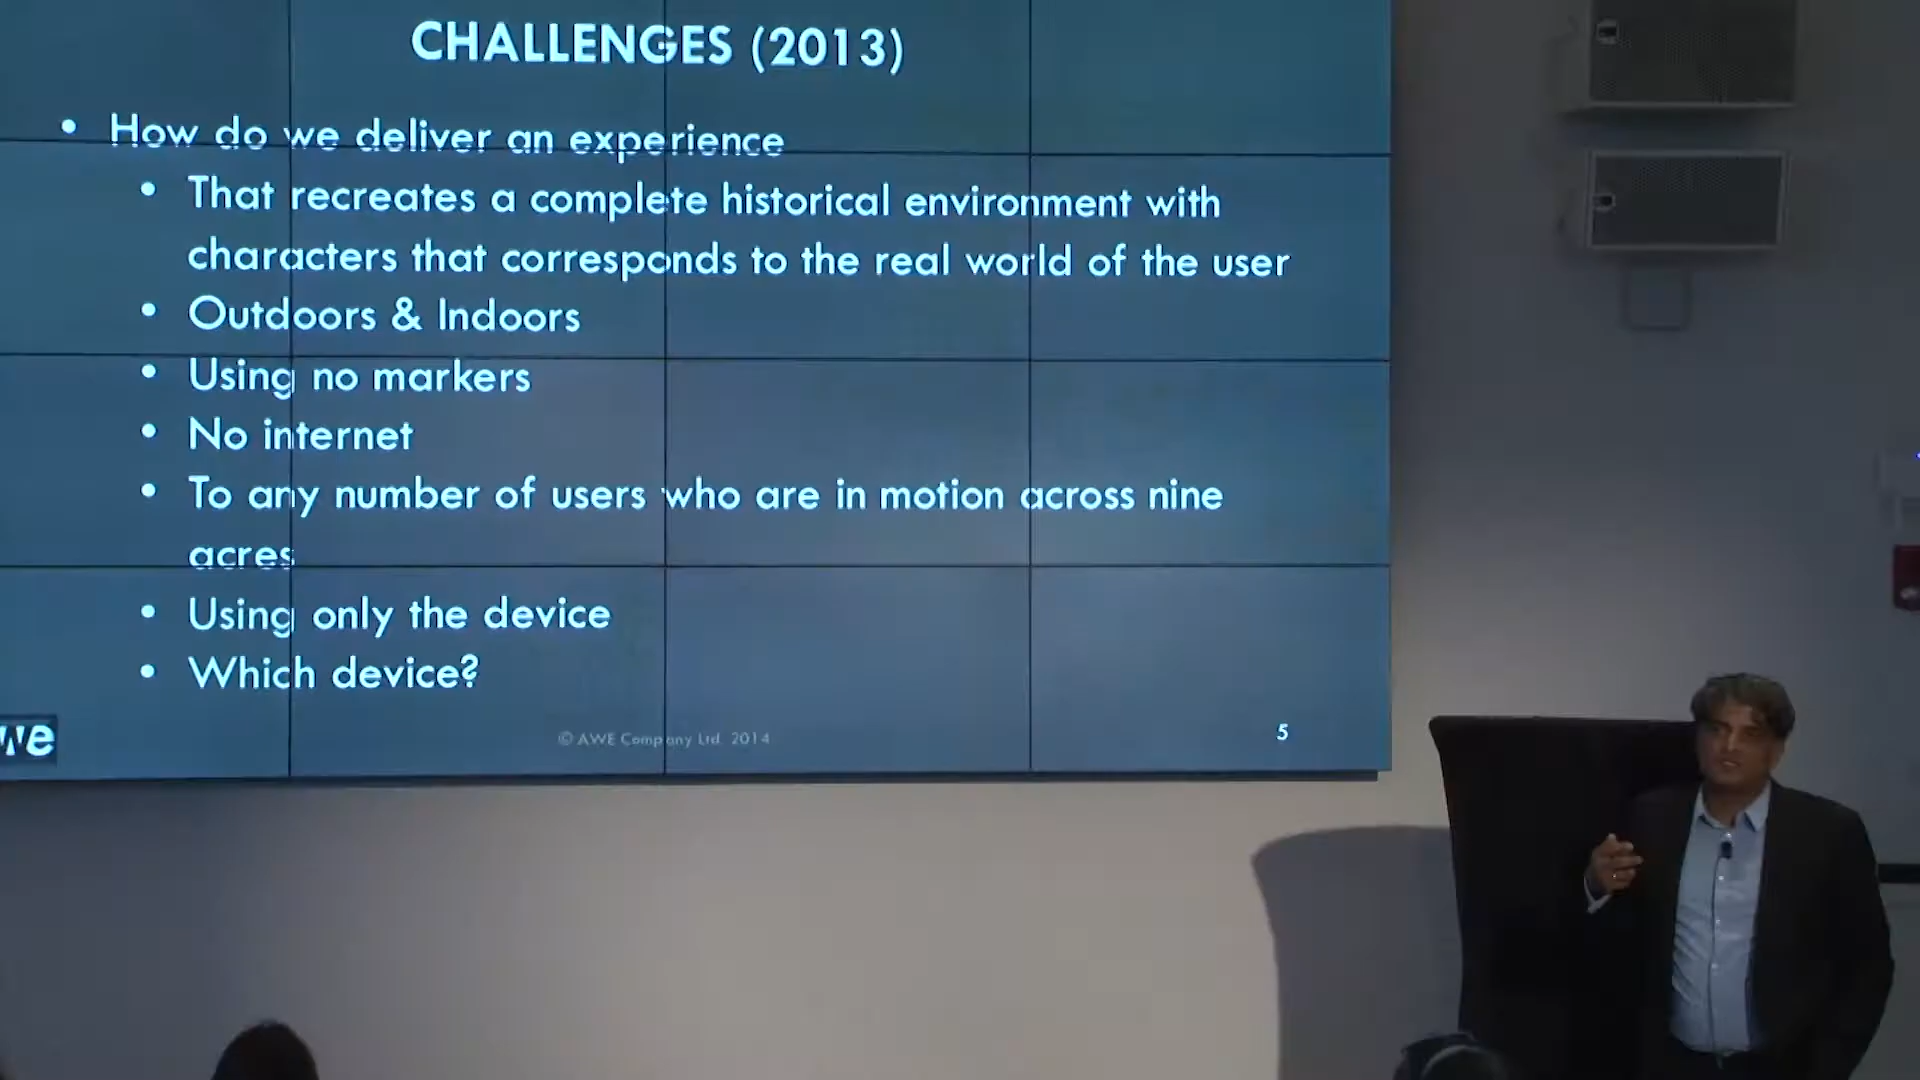 CHALLENGES (2013)
• How do we deliver an experience
• That recreates a complete historical environment with
characters that corresponds to the real world of the user
• Outdoors & Indoors
• Using no markers
• No internet
• To any number of users who are in motion across nine
acres
• Using only the device
• Which device?
we
© AWE Company Ltd. 2014
5